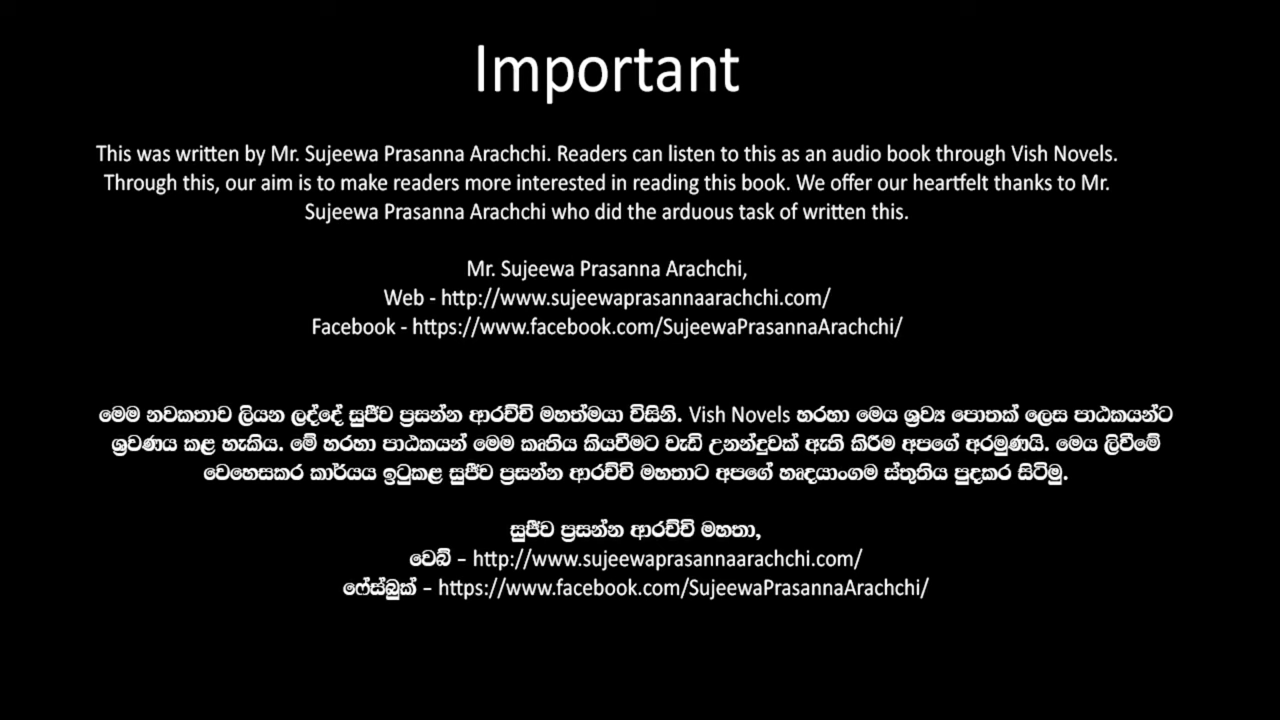 Important
This was written by Mr. Sujeewa Prasanna Arachchi. Readers can listen to this as an audio book through Vish Novels.
Through this, our aim is to make readers more interested in reading this book. We offer our heartfelt thanks to Mr.
Sujeewa Prasanna Arachchi who did the arduous task of written this.
Mr. Sujeewa Prasanna Arachchi,
Web - http://www.sujeewaprasannaarachchi.com/
Facebook - https://www.facebook.com/SujeewaPrasannaArachchi/
මෙම නවකතාව ලියන ලද්දේ සුජීව ප්‍රසන්න ආරච්චි මහත්මයා විසිනි. Vish Novels හරහා මෙය ශ්‍රව්‍ය පොතක් ලෙස පාඨකයන්ට
ශ්‍රවණය කළ හැකිය. මේ හරහා පාඨකයන් මෙම කෘතිය කියවීමට වැඩි උනන්දුවක් ඇති කිරීම අපගේ අරමුණයි. මෙය ලිවීමේ
වෙහෙසකර කාර්යය ඉටුකළ සුජීව ප්‍රසන්න ආරච්චි මහතාට අපගේ හෘදයාංගම ස්තුතිය පුදකර සිටිමු.
සුජීව ප්‍රසන්න ආරච්චි මහතා,
වෙබ් – http://www.sujeewaprasannaarachchi.com/
ෆේස්බුක් – https://www.facebook.com/SujeewaPrasannaArachchi/